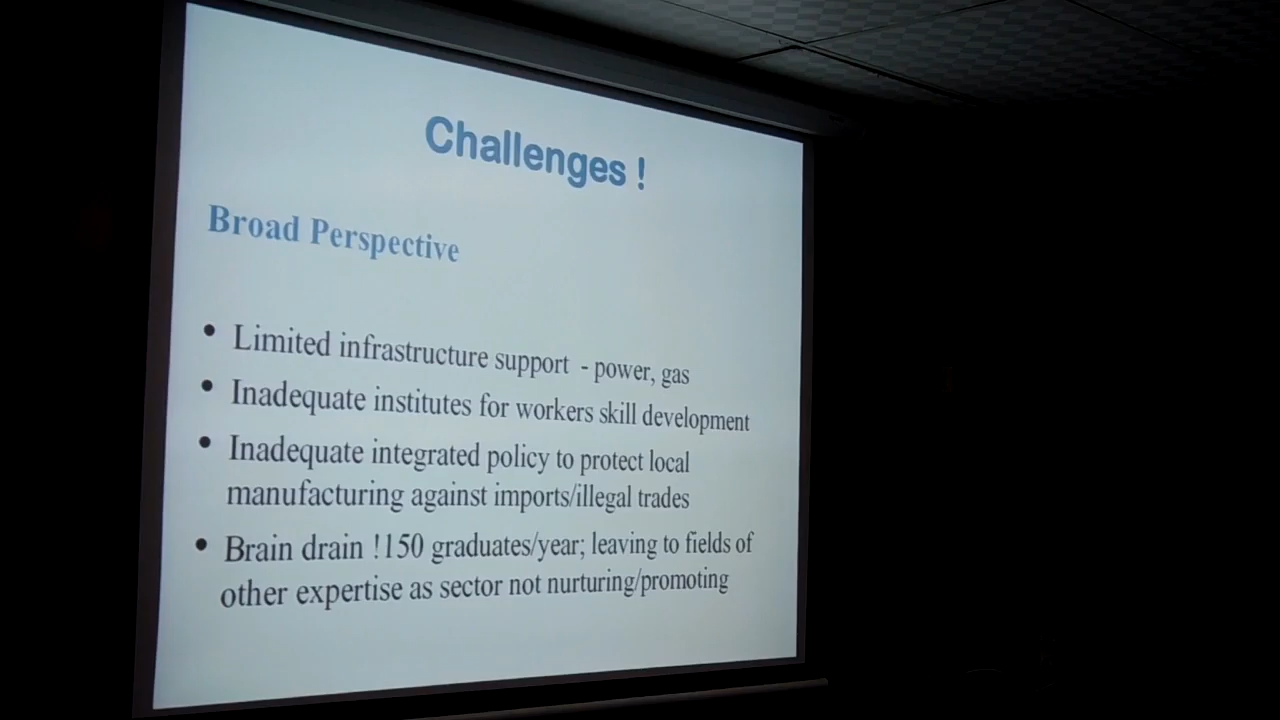 Challenges !
Broad Perspective
• Limited infrastructure support - power, gas
• Inadequate institutes for workers skill development
• Inadequate integrated policy to protect local
manufacturing against imports/illegal trades
• Brain drain !150 graduates/year; leaving to fields of
other expertise as sector not nurturing/promoting